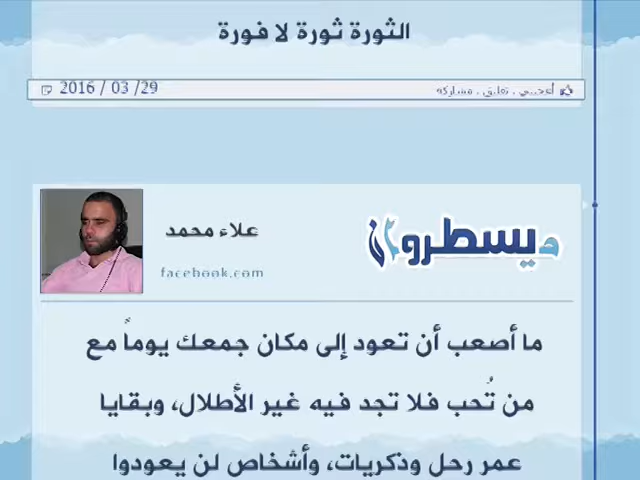 الثورة ثورة لا فورة
أعجبني . تعليق . مشاركة
2016 / 03 /29
علاء محمد
facebook.com
يسطرون
ما أصعب أن تعود إلى مكان جمعك يوماً مع
من تُحب فلا تجد فيه غير الأطلال، وبقايا
عمر رحل وذكريات، وأشخاص لن يعودوا